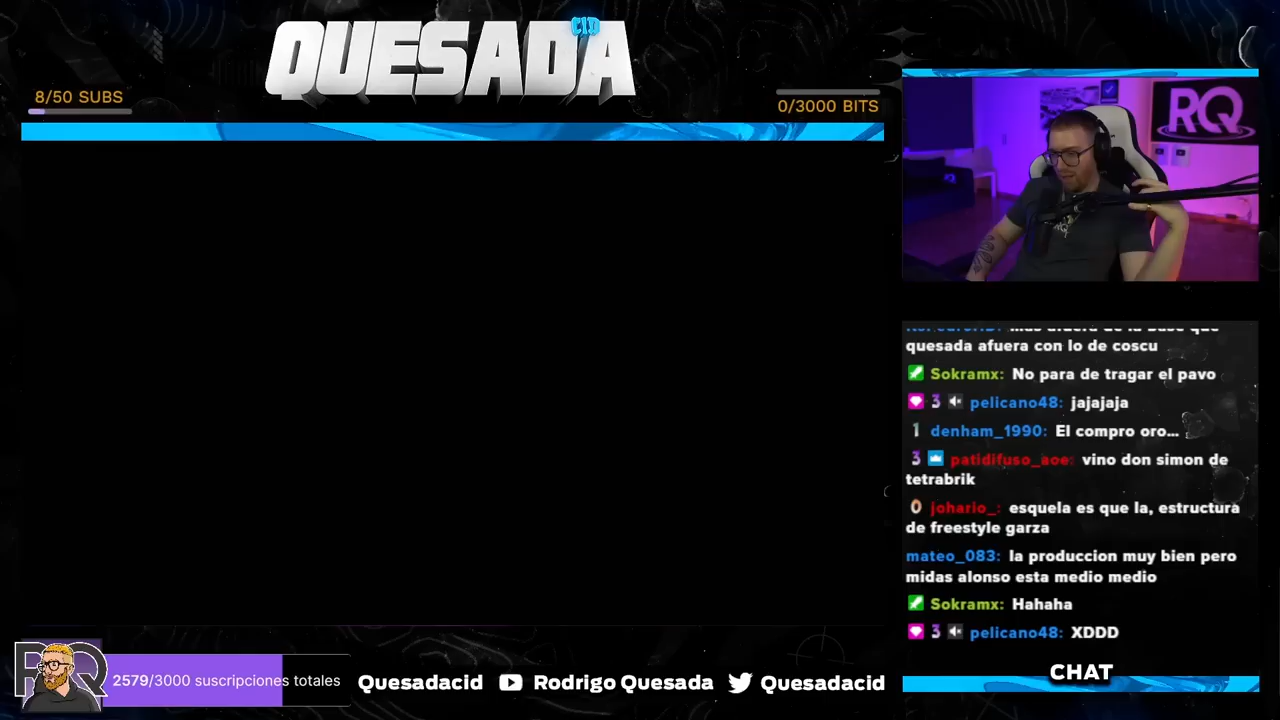 QUESADA
CID
8/50 SUBS
0/3000 BITS
RQ
quesada afuera con lo de coscu
Sokramx: No para de tragar el pavo
3 pelicano48: jajajaja
1 denham_1990: El compro oro...
3 patidifuso_aoe: vino don simon de
tetrabrik
0 johario_: esquela es que la, estructura
de freestyle garza
mateo_083: la produccion muy bien pero
midas alonso esta medio medio
Sokramx: Hahaha
3 pelicano48: XDDD
CHAT
RQ
2579/3000 suscripciones totales
Quesadacid
Rodrigo Quesada
Quesadacid